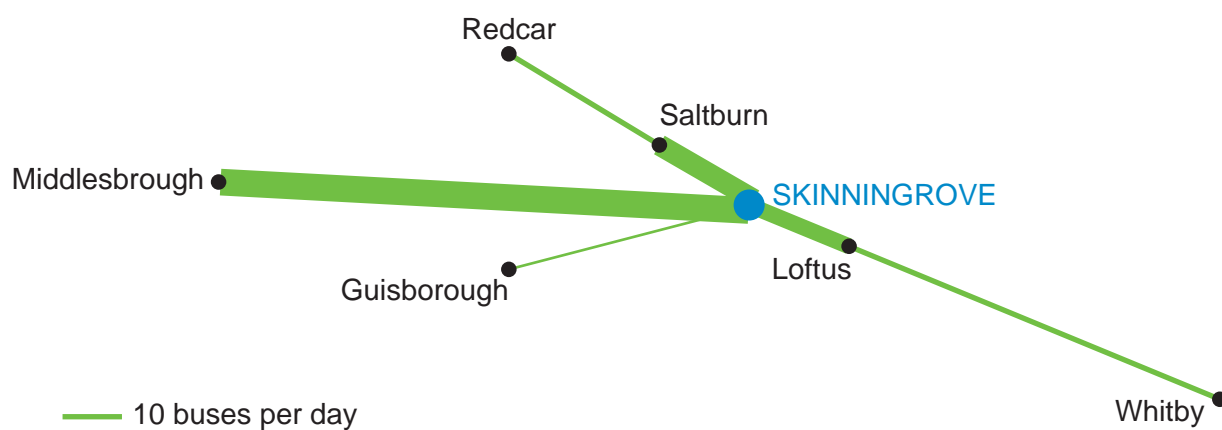 Redcar
Saltburn
Middlesbrough
SKINNINGROVE
Loftus
Guisborough
10 buses per day
Whitby